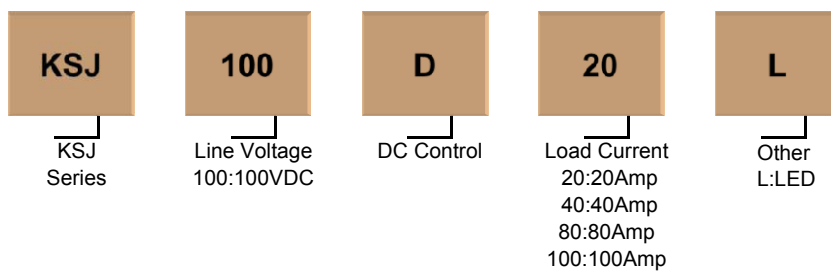 KSJ 100 D 20 L
KSJ Line Voltage DC Control Load Current Other
Series 100:100VDC 20:20Amp L:LED
40:40Amp
80:80Amp
100:100Amp